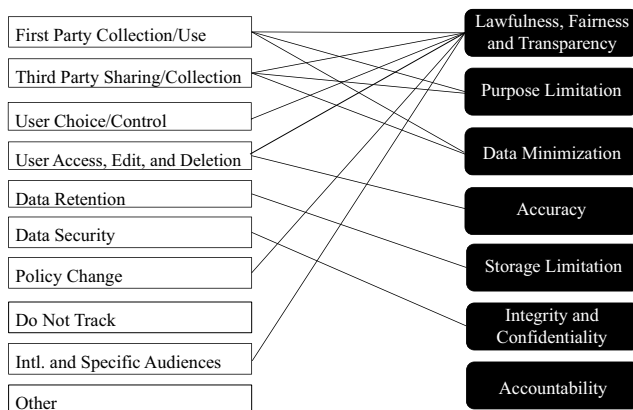 First Party Collection/Use
Third Party Sharing/Collection
User Choice/Control
User Access, Edit, and Deletion
Data Retention
Data Security
Policy Change
Do Not Track
Intl. and Specific Audiences
Other
Lawfulness, Fairness
and Transparency
Purpose Limitation
Data Minimization
Accuracy
Storage Limitation
Integrity and
Confidentiality
Accountability